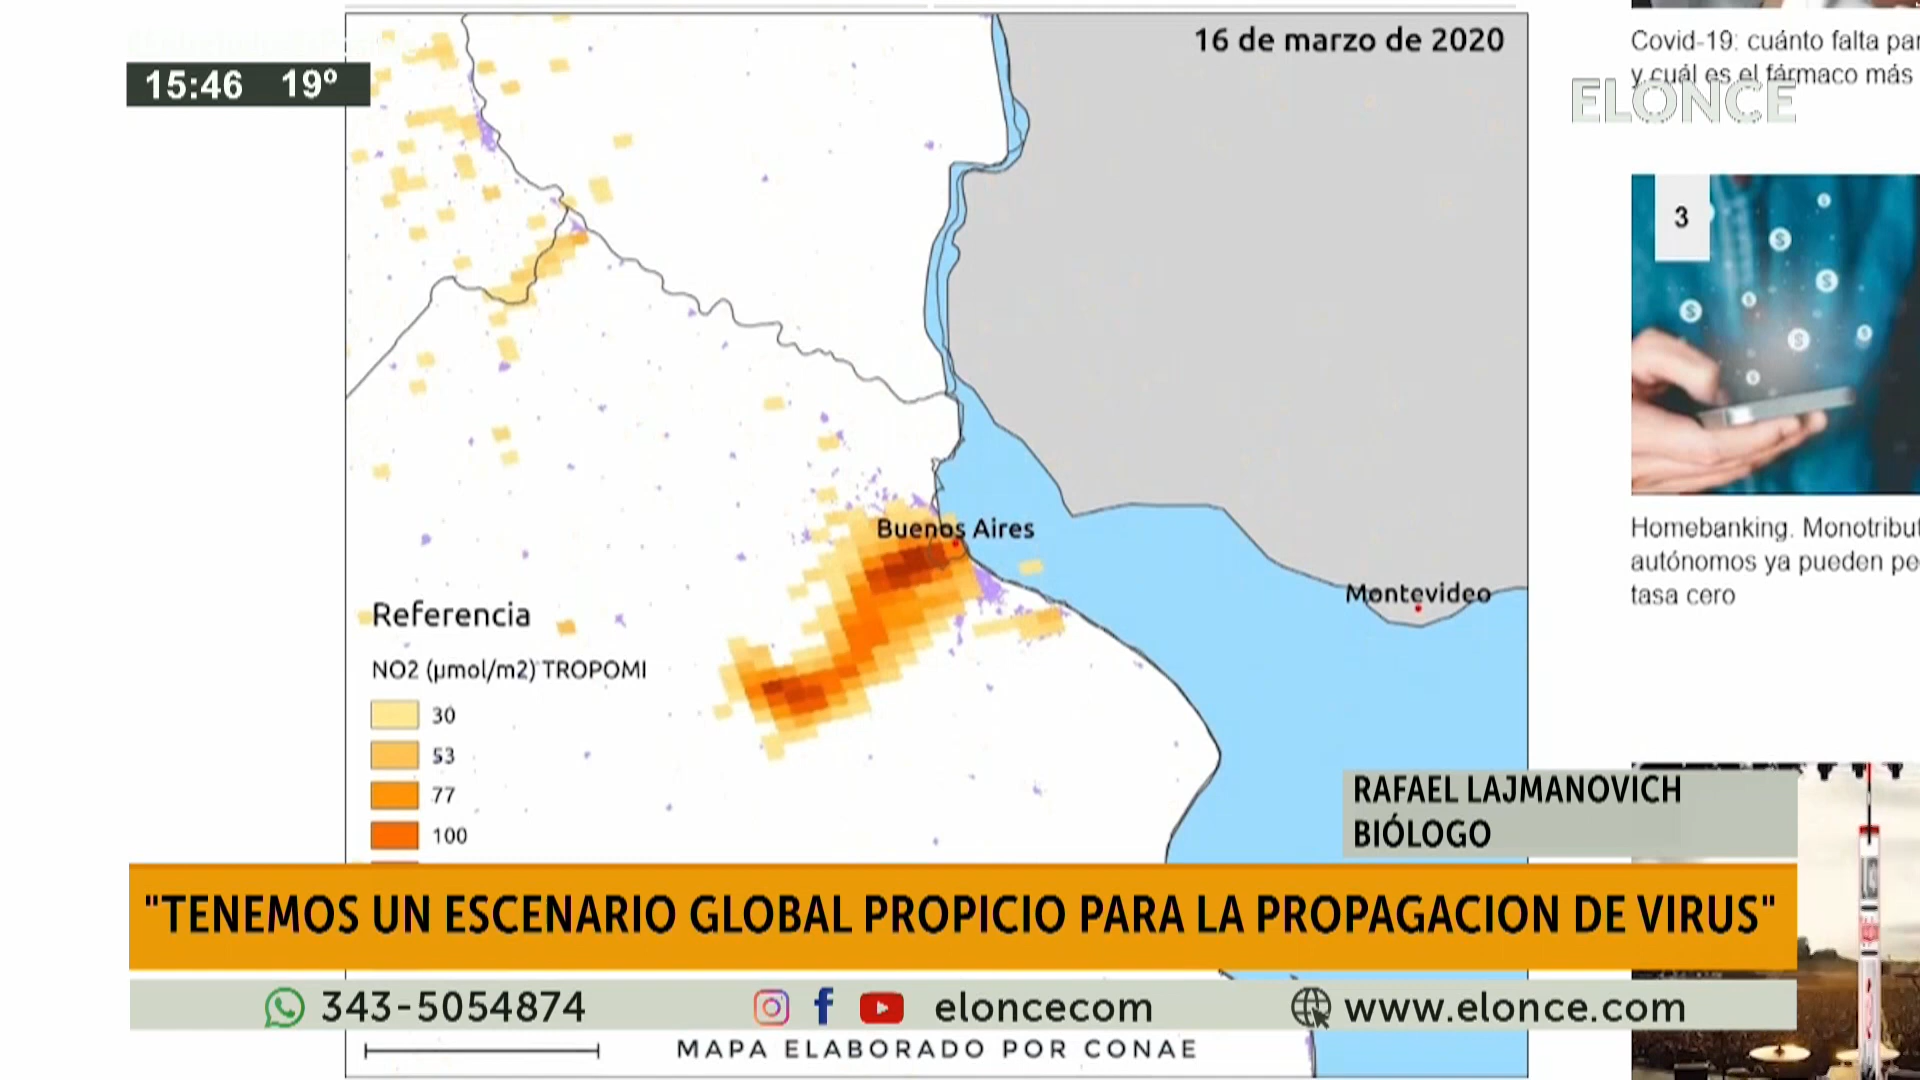 16 de marzo de 2020
15:46 19º
Covid-19: cuánto falta par
y cuál es el fármaco más
ELONCE
3
Buenos Aires
Homebanking. Monotribut
autónomos ya pueden pe
tasa cero
Montevideo
Referencia
NO2 (µmol/m2) TROPOMI
30
53
77
100
RAFAEL LAJMANOVICH
BIÓLOGO
"TENEMOS UN ESCENARIO GLOBAL PROPICIO PARA LA PROPAGACION DE VIRUS"
343-5054874 eloncecom www.elonce.com
MAPA ELABORADO POR CONAE